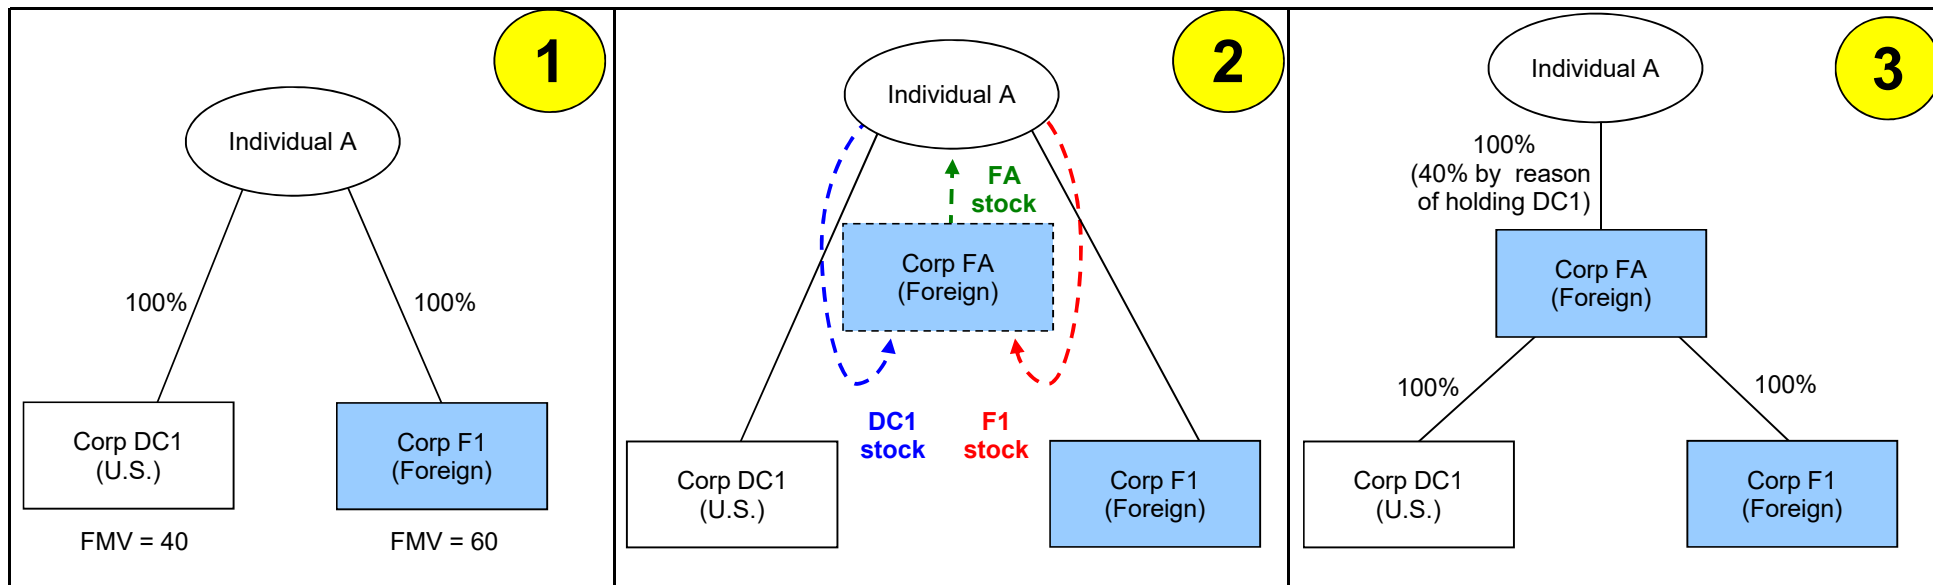 1
Individual A
100%
100%
Corp DC1
(U.S.)
Corp F1
(Foreign)
FMV = 40
FMV = 60
2
Individual A
FA
stock
Corp FA
(Foreign)
DC1
stock
F1
stock
Corp DC1
(U.S.)
Corp F1
(Foreign)
3
Individual A
100%
(40% by reason
of holding DC1)
Corp FA
(Foreign)
100%
100%
Corp DC1
(U.S.)
Corp F1
(Foreign)